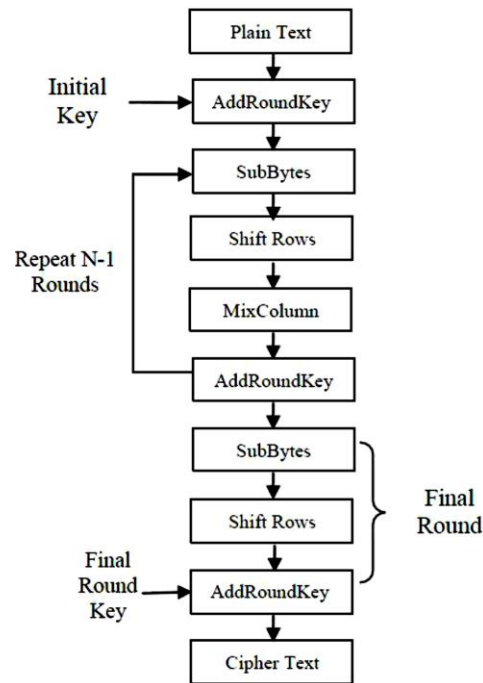 Plain Text
Initial
Key
AddRoundKey
SubBytes
Shift Rows
Repeat N-1
Rounds
MixColumn
AddRoundKey
SubBytes
Shift Rows
Final
Round
Final
Round
Key
AddRoundKey
Cipher Text